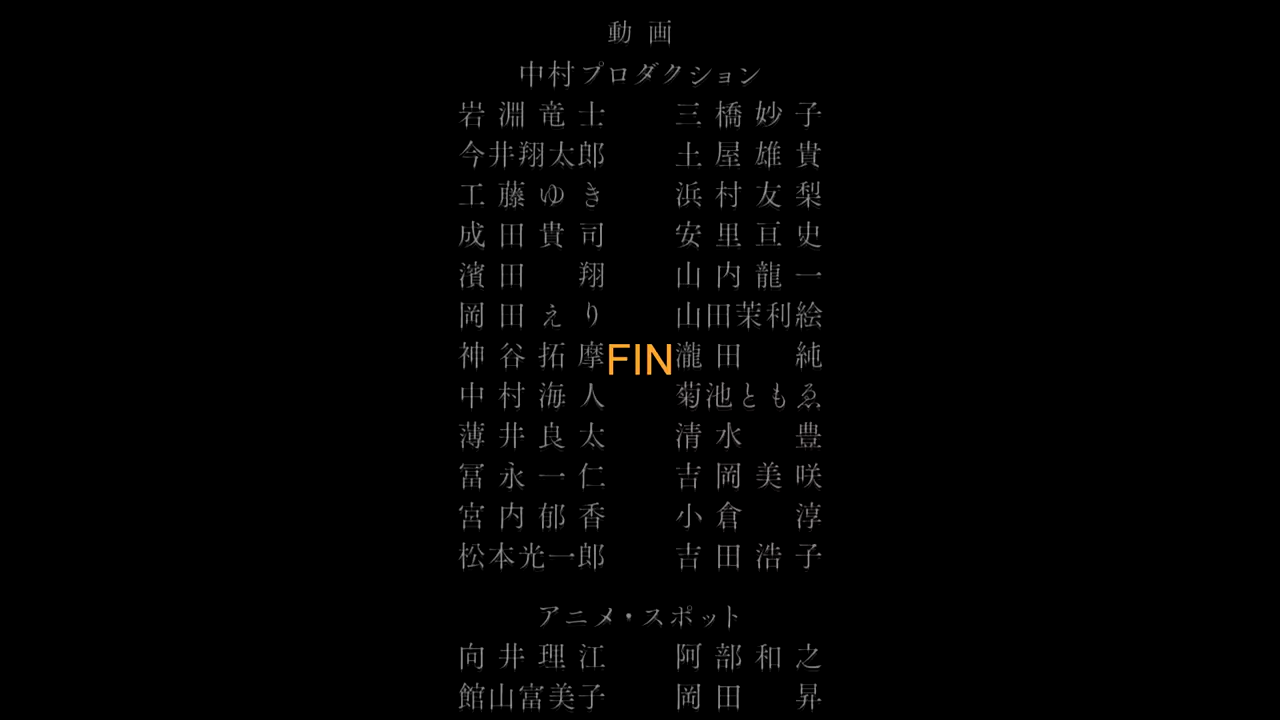 動画
中村プロダクション
岩淵竜士 三橋妙子
今井翔太郎 土屋雄貴
工藤ゆき 浜村友梨
成田貴司 安里亘史
濱田翔 山内龍一
岡田えり 山田茉利絵
神谷拓摩 FIN 瀧田純
中村海人 菊池ともゑ
薄井良太 清水豊
冨永一仁 吉岡美咲
宮内郁香 小倉淳
松本光一郎 吉田浩子
アニメ・スポット
向井理江 阿部和之
館山富美子 岡田昇